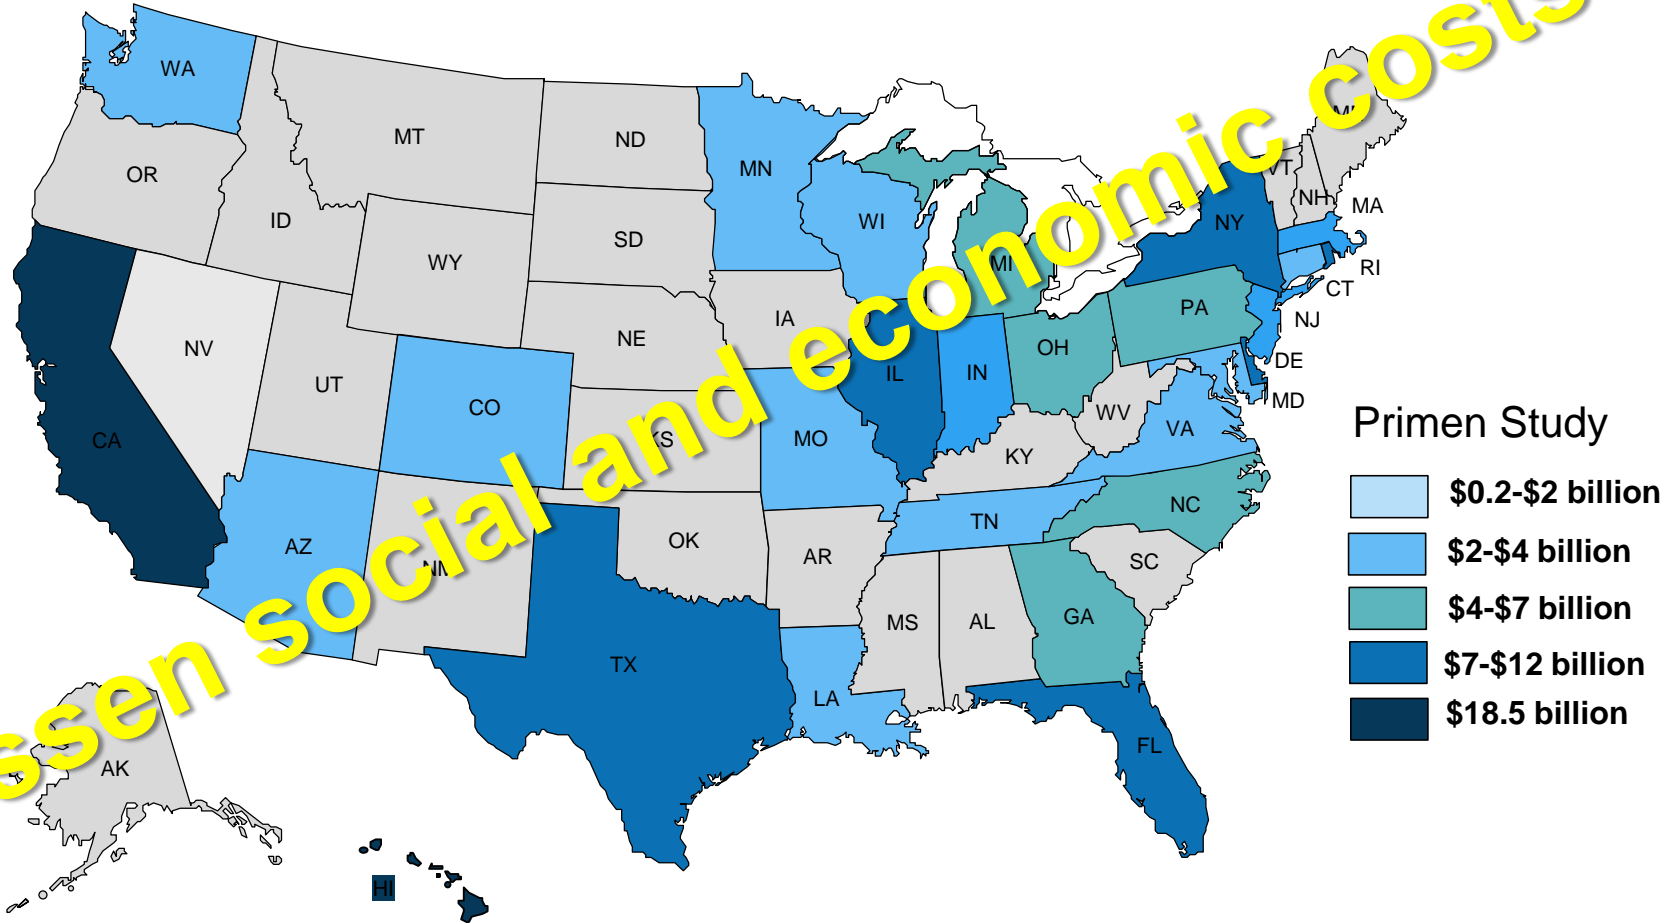 ssen social and economic costs
WA
MT
ND
MN
OR
ID
SD
WI
WY
MI
NY
VT
NH
MA
RI
CT
NJ
DE
MD
PA
OH
IA
NE
NV
UT
CO
CA
IL
IN
WV
VA
KS
MO
KY
NC
TN
AZ
OK
AR
SC
NM
MS
AL
GA
TX
LA
FL
AK
HI
Primen Study
$0.2-$2 billion
$2-$4 billion
$4-$7 billion
$7-$12 billion
$18.5 billion